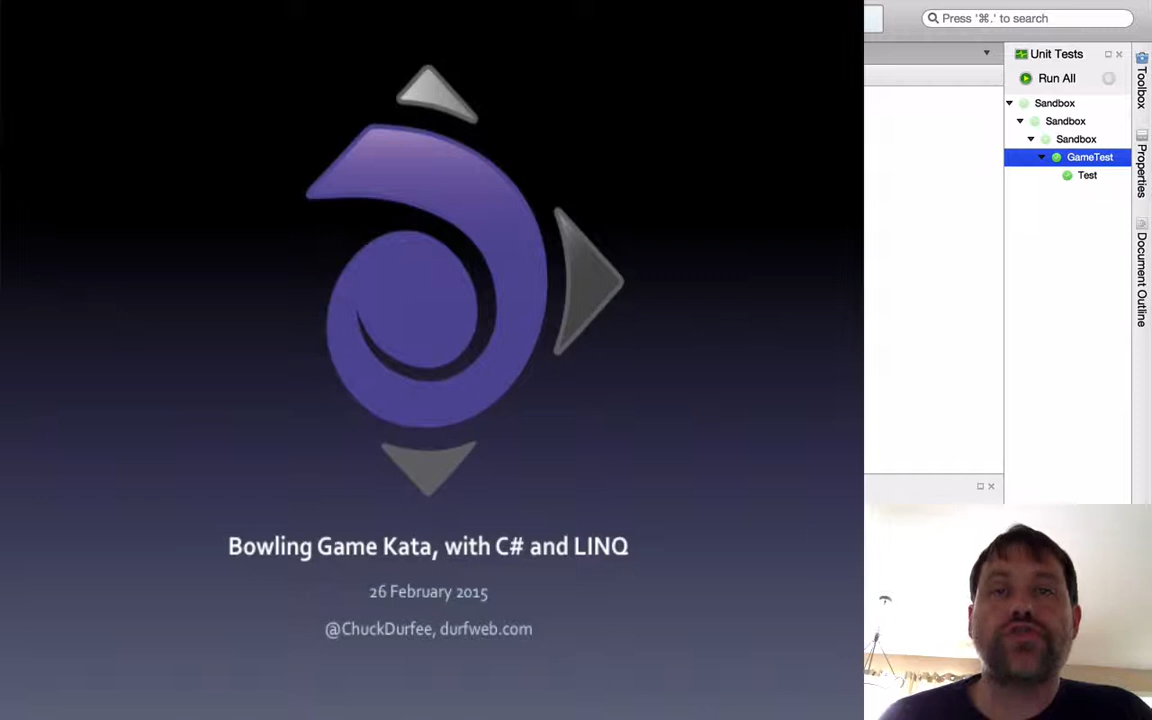 Press '⌘.' to search
Unit Tests
Run All
Sandbox
Sandbox
Sandbox
GameTest
Test
Toolbox
Properties
Document Outline
Bowling Game Kata, with C# and LINQ
26 February 2015
@ChuckDurfee, durfweb.com